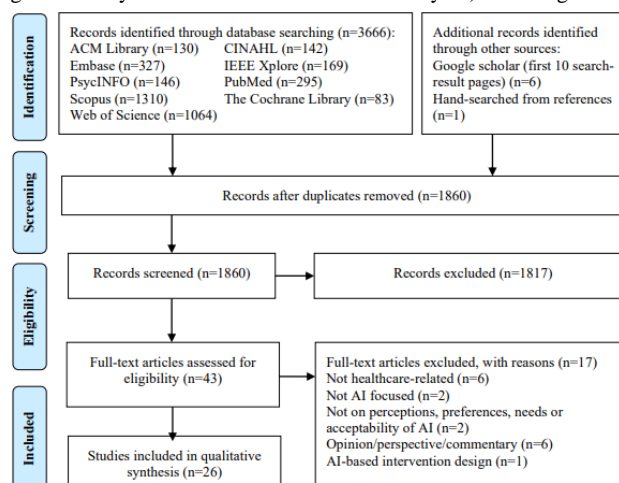 Identification
Records identified through database searching (n=3666):
ACM Library (n=130) CINAHL (n=142)
Embase (n=327) IEEE Xplore (n=169)
PsycINFO (n=146) PubMed (n=295)
Scopus (n=1310) The Cochrane Library (n=83)
Web of Science (n=1064)
Additional records identified
through other sources:
Google scholar (first 10 search-
result pages) (n=6)
Hand-searched from references
(n=1)
Screening
Records after duplicates removed (n=1860)
Records screened (n=1860)
Records excluded (n=1817)
Eligibility
Full-text articles assessed for
eligibility (n=43)
Full-text articles excluded, with reasons (n=17)
Not healthcare-related (n=6)
Not AI focused (n=2)
Not on perceptions, preferences, needs or
acceptability of AI (n=2)
Opinion/perspective/commentary (n=6)
AI-based intervention design (n=1)
Included
Studies included in qualitative
synthesis (n=26)